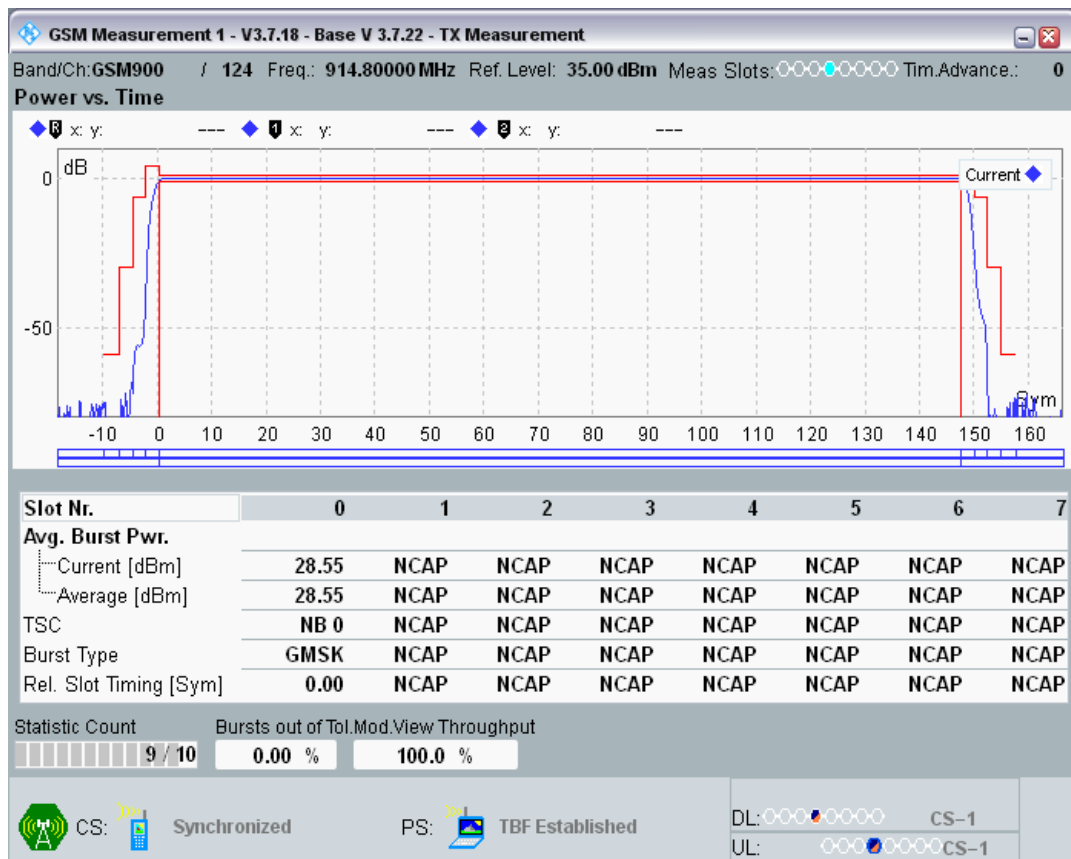 GSM Measurement 1 - V3.7.18 - Base V 3.7.22 - TX Measurement
Band/Ch:GSM900 / 124 Freq.: 914.80000 MHz Ref. Level: 35.00 dBm Meas Slots: Tim.Advance.: 0
Power vs. Time
R x: y: --- 1 x: y: --- 2 x: y: ---
dB
0
Current
-50
Sym
-10 0 10 20 30 40 50 60 70 80 90 100 110 120 130 140 150 160
Slot Nr. 0 1 2 3 4 5 6 7
Avg. Burst Pwr.
Current [dBm] 28.55 NCAP NCAP NCAP NCAP NCAP NCAP NCAP
Average [dBm] 28.55 NCAP NCAP NCAP NCAP NCAP NCAP NCAP
TSC NB 0 NCAP NCAP NCAP NCAP NCAP NCAP NCAP
Burst Type GMSK NCAP NCAP NCAP NCAP NCAP NCAP NCAP
Rel. Slot Timing [Sym] 0.00 NCAP NCAP NCAP NCAP NCAP NCAP NCAP
Statistic Count Bursts out of Tol.Mod.View Throughput
9 / 10 0.00 % 100.0 %
CS: Synchronized PS: TBF Established
DL: CS-1
UL: CS-1